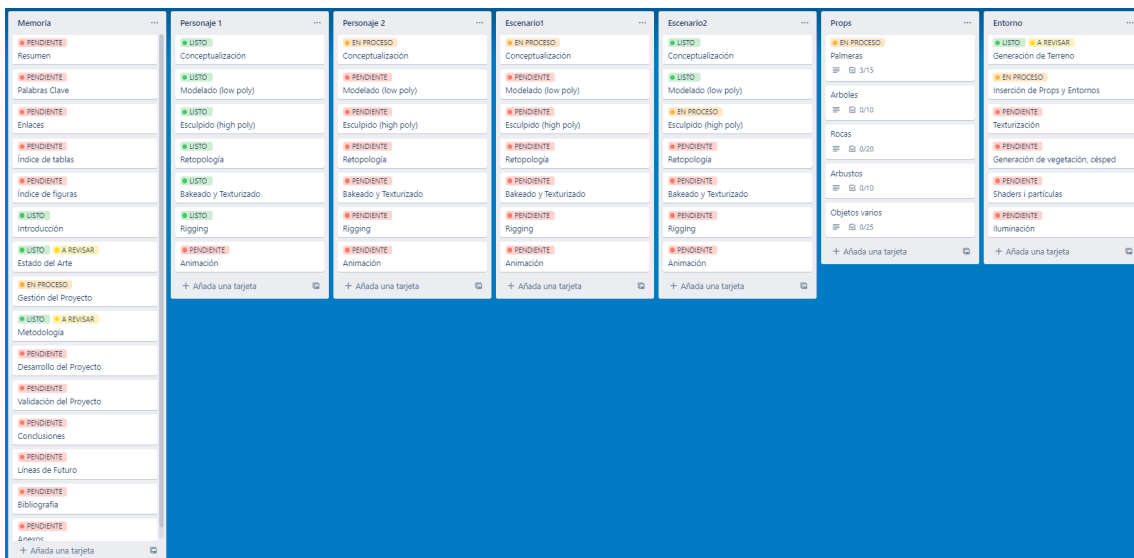 Memoria
PENDIENTE
Resumen
PENDIENTE
Palabras Clave
PENDIENTE
Enlaces
PENDIENTE
Índice de tablas
PENDIENTE
Índice de figuras
LISTO
Introducción
LISTO A REVISAR
Estado del Arte
EN PROCESO
Gestión del Proyecto
LISTO A REVISAR
Metodología
PENDIENTE
Desarrollo del Proyecto
PENDIENTE
Validación del Proyecto
PENDIENTE
Conclusiones
PENDIENTE
Líneas de Futuro
PENDIENTE
Bibliografia
PENDIENTE
Anexos
+ Añada una tarjeta
Personaje 1
LISTO
Conceptualización
LISTO
Modelado (low poly)
LISTO
Esculpido (high poly)
LISTO
Retopología
LISTO
Bakeado y Texturizado
LISTO
Rigging
PENDIENTE
Animación
+ Añada una tarjeta
Personaje 2
EN PROCESO
Conceptualización
PENDIENTE
Modelado (low poly)
PENDIENTE
Esculpido (high poly)
PENDIENTE
Retopología
PENDIENTE
Bakeado y Texturizado
PENDIENTE
Rigging
PENDIENTE
Animación
+ Añada una tarjeta
Escenario1
EN PROCESO
Conceptualización
PENDIENTE
Modelado (low poly)
PENDIENTE
Esculpido (high poly)
PENDIENTE
Retopología
PENDIENTE
Bakeado y Texturizado
PENDIENTE
Rigging
PENDIENTE
Animación
+ Añada una tarjeta
Escenario2
LISTO
Conceptualización
LISTO
Modelado (low poly)
EN PROCESO
Esculpido (high poly)
PENDIENTE
Retopología
PENDIENTE
Bakeado y Texturizado
PENDIENTE
Rigging
PENDIENTE
Animación
+ Añada una tarjeta
Props
EN PROCESO
Palmeras
3/15
Arboles
0/10
Rocas
0/20
Arbustos
0/10
Objetos varios
0/25
+ Añada una tarjeta
Entorno
LISTO A REVISAR
Generación de Terreno
EN PROCESO
Inserción de Props y Entornos
PENDIENTE
Texturización
PENDIENTE
Generación de vegetación, césped
PENDIENTE
Shaders i partículas
PENDIENTE
Iluminación
+ Añada una tarjeta